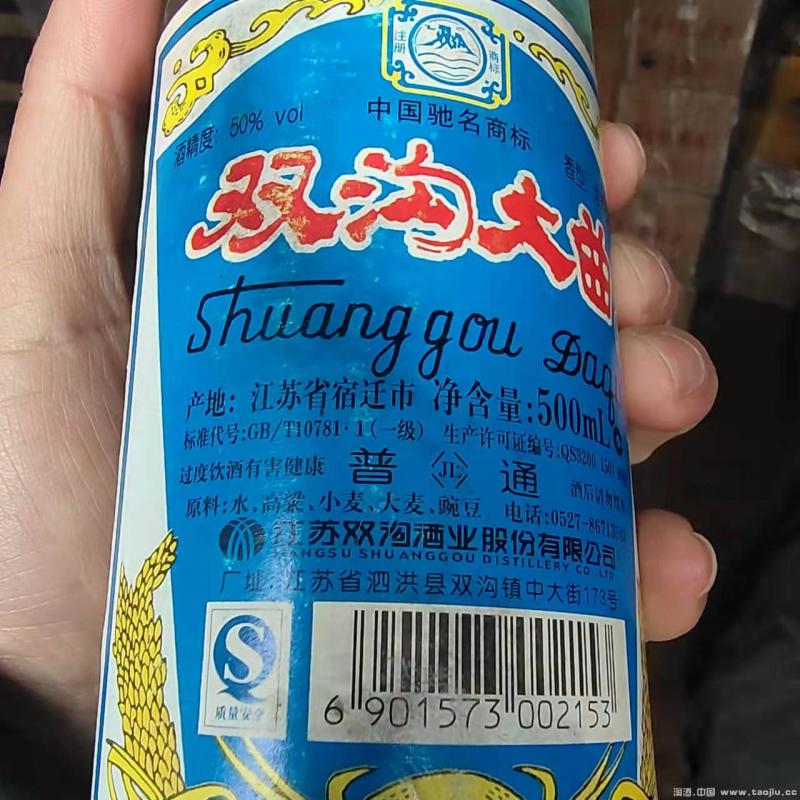 注册 双沟 商标
中国驰名商标
酒精度: 50% vol
香型:
双沟大曲
Shuanggou Daq
产地: 江苏省宿迁市 净含量:500mL
标准代号:GB/T10781·1(一级) 生产许可证编号:QS3200 1501
过度饮酒有害健康 普 通 酒后请勿
原料:水、高粱、小麦、大麦、豌豆 电话:0527-867135
江苏双沟酒业股份有限公司
JIANGSU SHUANGGOU DISTILLERY CO.,LTD
厂址:江苏省泗洪县双沟镇中大街173号
质量安全
6 901573 002153
淘酒.中国 www.taojiu.cc